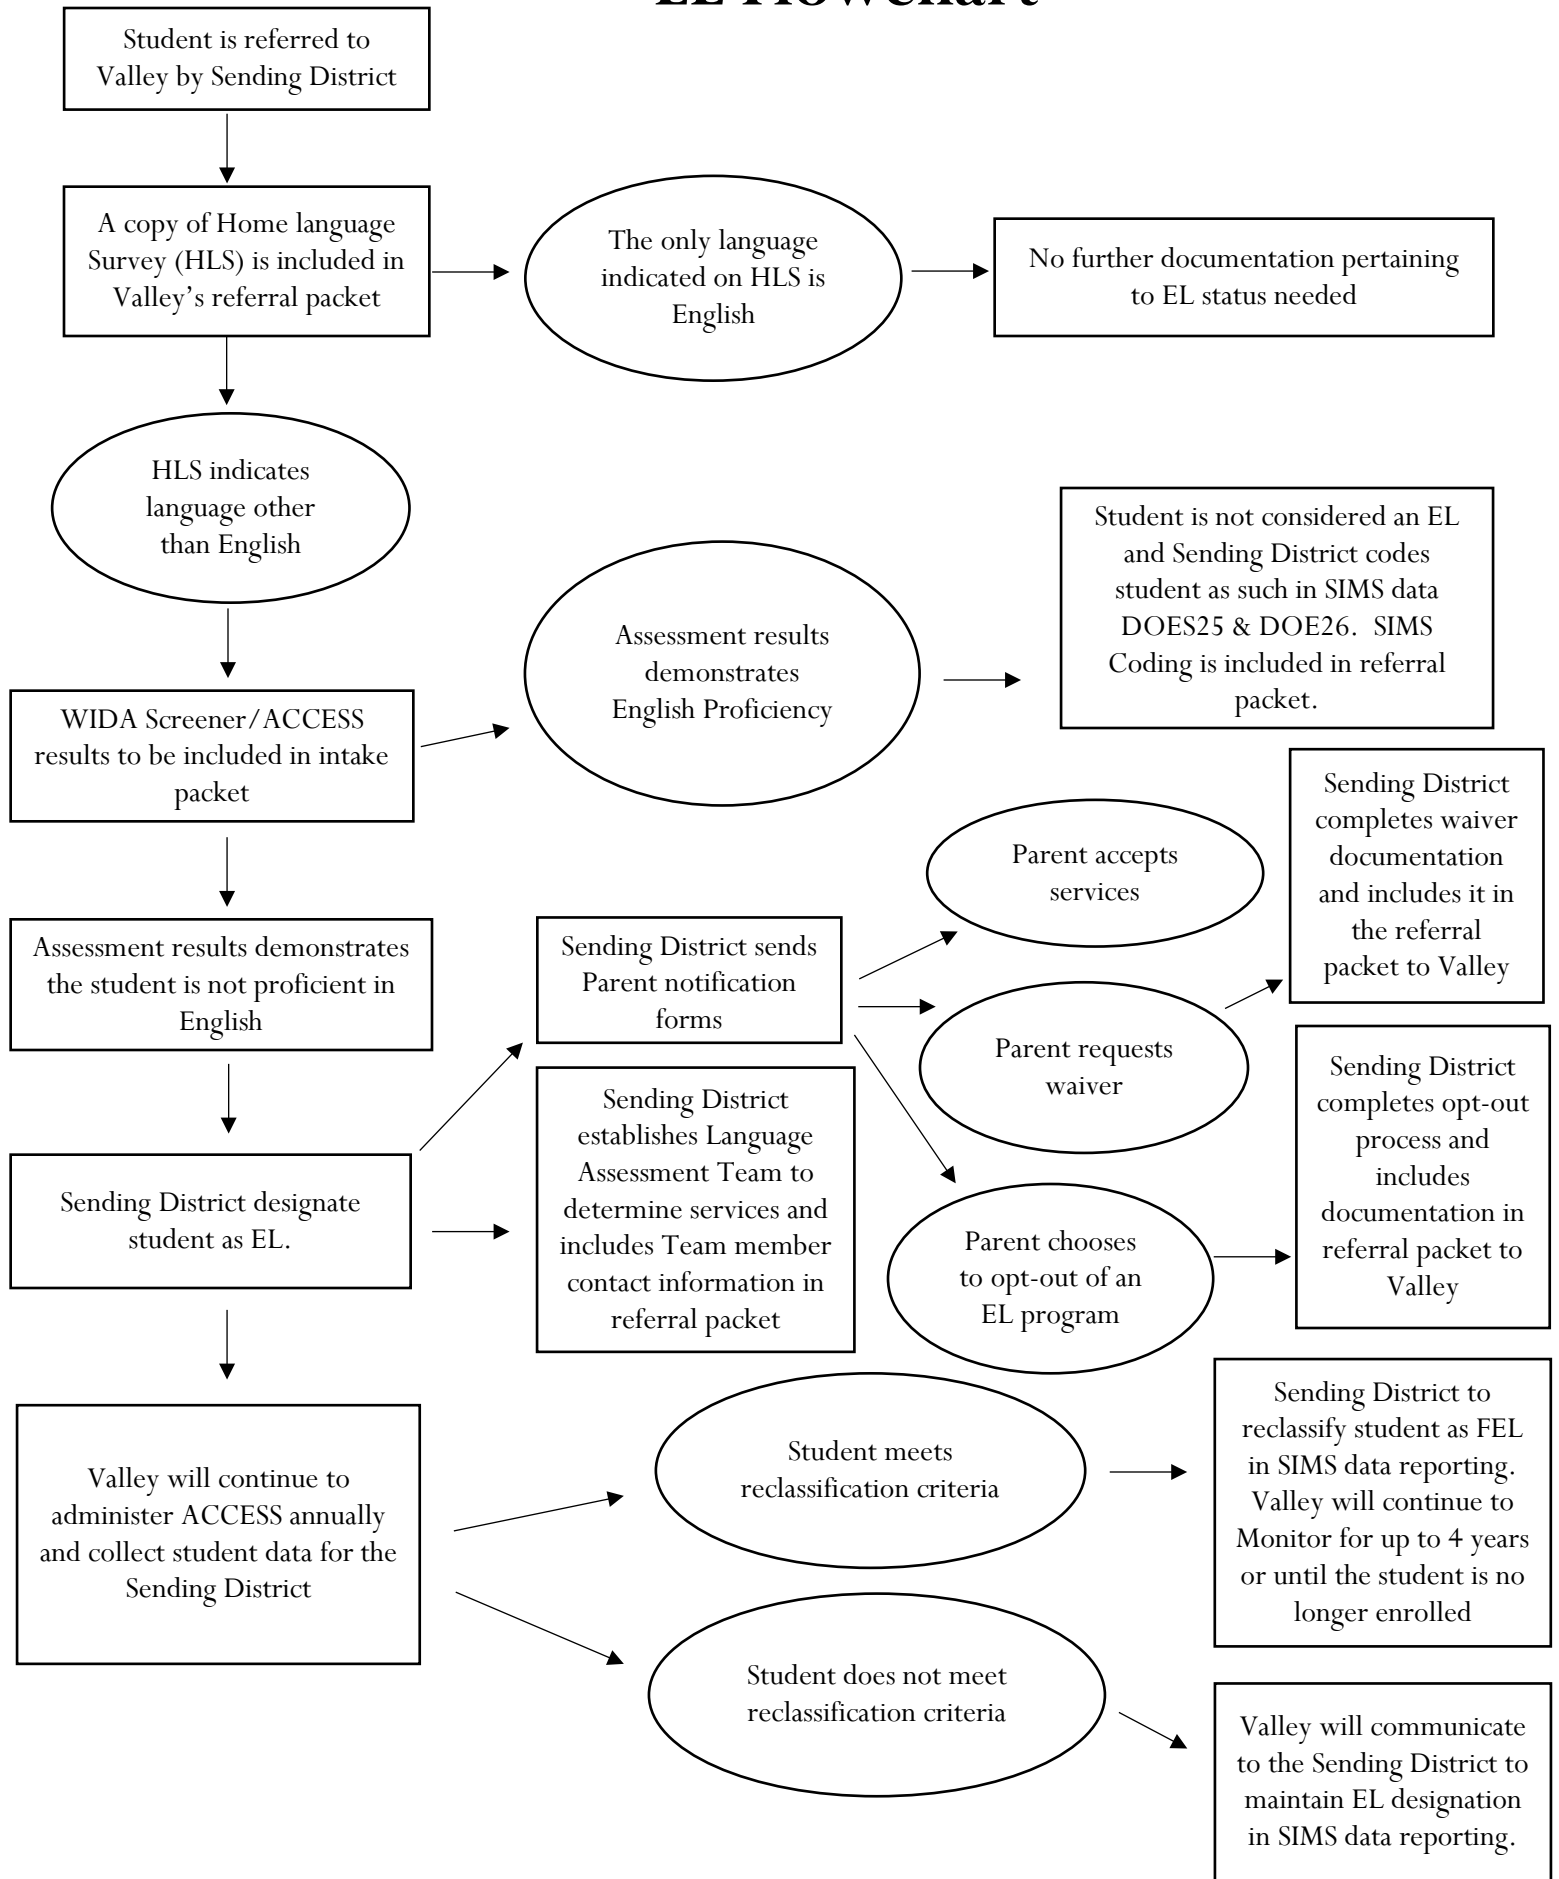 EL Flowchart
Student is referred to
Valley by Sending District
A copy of Home language
Survey (HLS) is included in
Valley’s referral packet
The only language
indicated on HLS is
English
No further documentation pertaining
to EL status needed
HLS indicates
language other
than English
WIDA Screener/ACCESS
results to be included in intake
packet
Assessment results
demonstrates
English Proficiency
Student is not considered an EL
and Sending District codes
student as such in SIMS data
DOES25 & DOE26.  SIMS
Coding is included in referral
packet.
Assessment results demonstrates
the student is not proficient in
English
Sending District designate
student as EL.
Sending District sends
Parent notification
forms
Sending District
establishes Language
Assessment Team to
determine services and
includes Team member
contact information in
referral packet
Parent accepts
services
Parent requests
waiver
Sending District
completes waiver
documentation
and includes it in
the referral
packet to Valley
Parent chooses
to opt-out of an
EL program
Sending District
completes opt-out
process and
includes
documentation in
referral packet to
Valley
Valley will continue to
administer ACCESS annually
and collect student data for the
Sending District
Student meets
reclassification criteria
Sending District to
reclassify student as FEL
in SIMS data reporting.
Valley will continue to
Monitor for up to 4 years
or until the student is no
longer enrolled
Student does not meet
reclassification criteria
Valley will communicate
to the Sending District to
maintain EL designation
in SIMS data reporting.